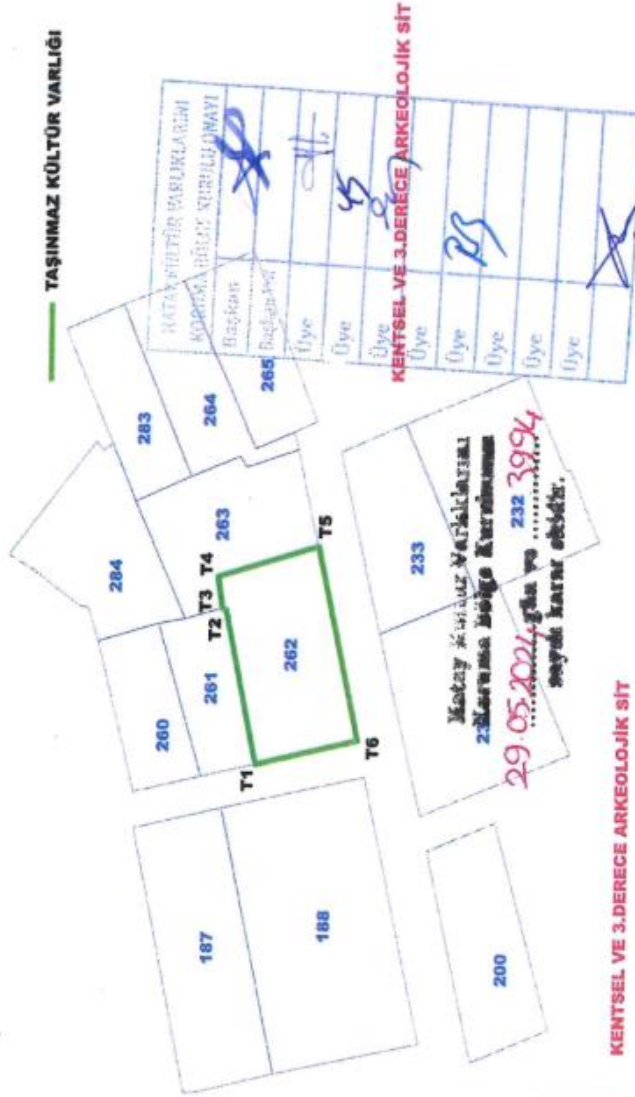 TAŞINMAZ KÜLTÜR VARLIĞI
HATAY KÜLTÜR VARLIKLARINI
KORUMA BÖLGE KURULU ONAYI
Başkan
Üye
Üye
Üye
Üye
Üye
Üye
Üye
Üye
KENTSEL VE 3.DERECE ARKEOLOJİK SİT
284
283
264
265
263
260
261
262
T1
T2
T3
T4
T5
T6
187
188
200
233
232
Hatay Kültür Varlıklarını
Koruma Bölge Kurulunun
29.05.2024 gün ve 3994
sayılı karar ekidir.
KENTSEL VE 3.DERECE ARKEOLOJİK SİT